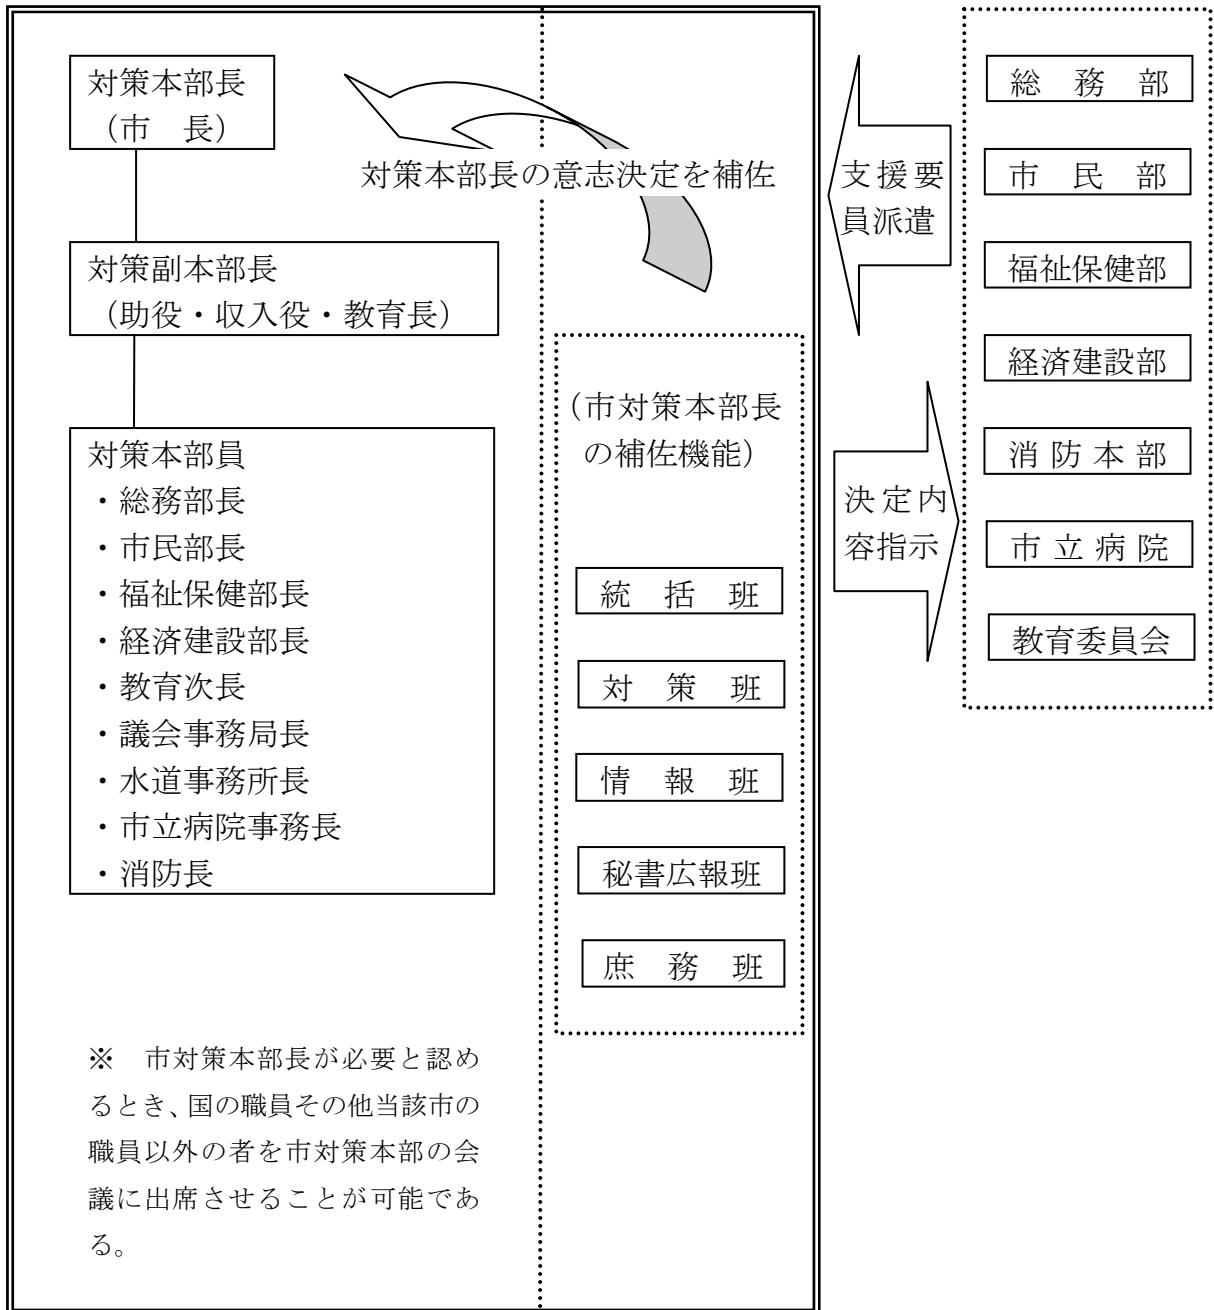 対策本部長
（市　長）
対策本部長の意志決定を補佐
対策副本部長
（助役・収入役・教育長）
対策本部員
・総務部長
・市民部長
・福祉保健部長
・経済建設部長
・教育次長
・議会事務局長
・水道事務所長
・市立病院事務長
・消防長
※　市対策本部長が必要と認め
るとき、国の職員その他当該市の
職員以外の者を市対策本部の会
議に出席させることが可能であ
る。
（市対策本部長
の補佐機能）
統　括　班
対　策　班
情　報　班
秘書広報班
庶　務　班
支援要
員派遣
決定内
容指示
総　務　部
市　民　部
福祉保健部
経済建設部
消防本部
市立病院
教育委員会